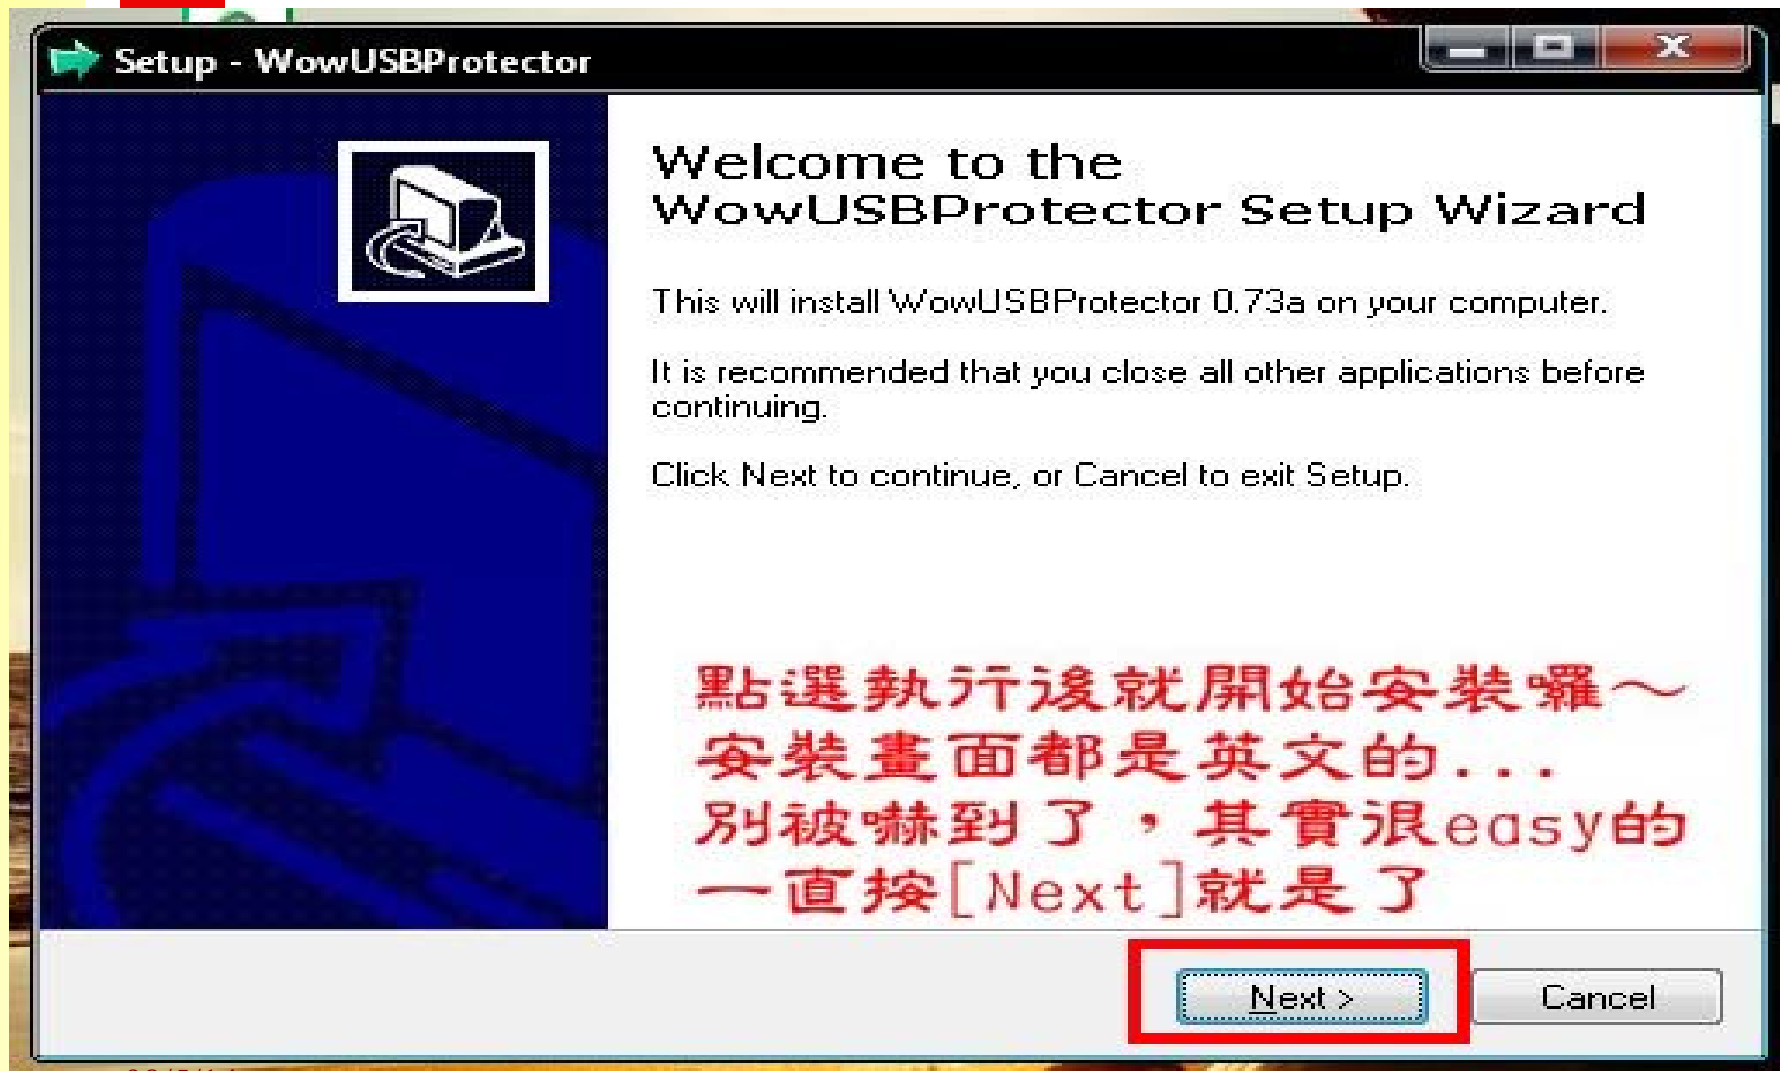 Setup - WowUSBProtector
Welcome to the
WowUSBProtector Setup Wizard
This will install WowUSBProtector 0.73a on your computer.
It is recommended that you close all other applications before
continuing.
Click Next to continue, or Cancel to exit Setup.
點選執行後就開始安裝囉～
安裝畫面都是英文的...
別被嚇到了，其實很easy的
一直按[Next]就是了
Next >
Cancel